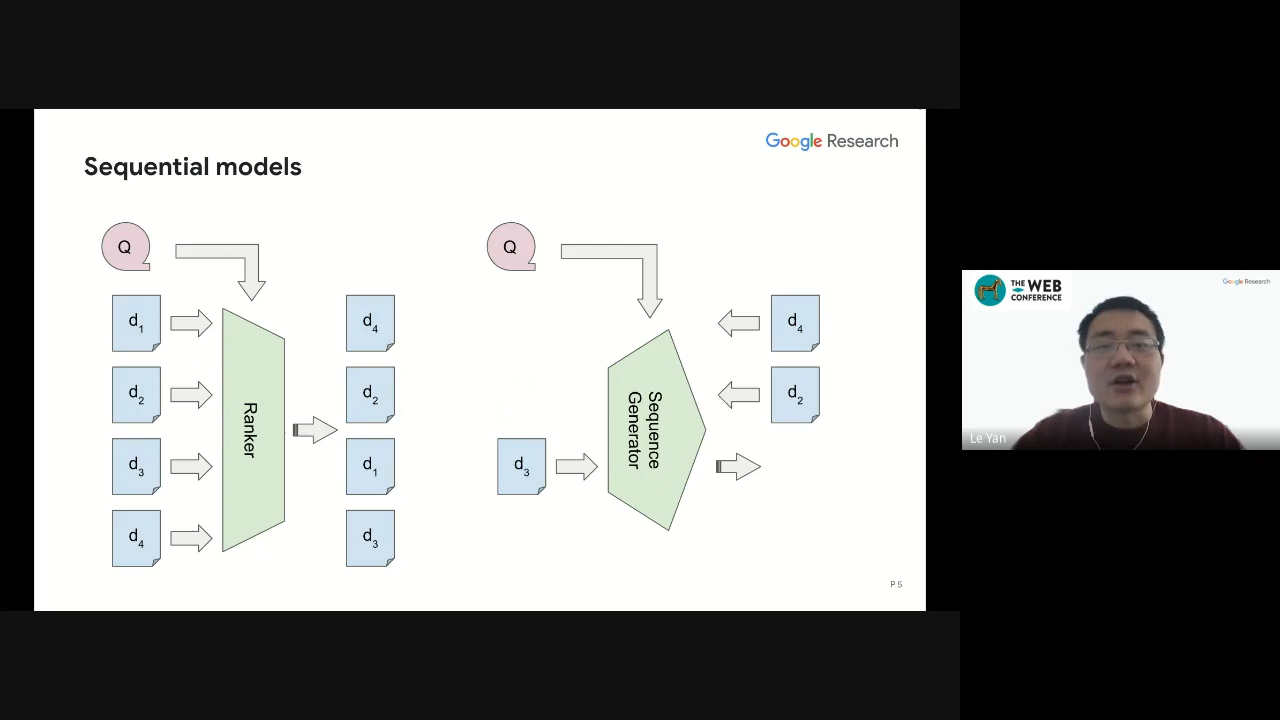 Google Research
Sequential models
Q
d1
d2
d3
d4
Ranker
d4
d2
d1
d3
Q
d3
Sequence
Generator
d4
d2
P 5
THE WEB
CONFERENCE
Google Research
Le Yan